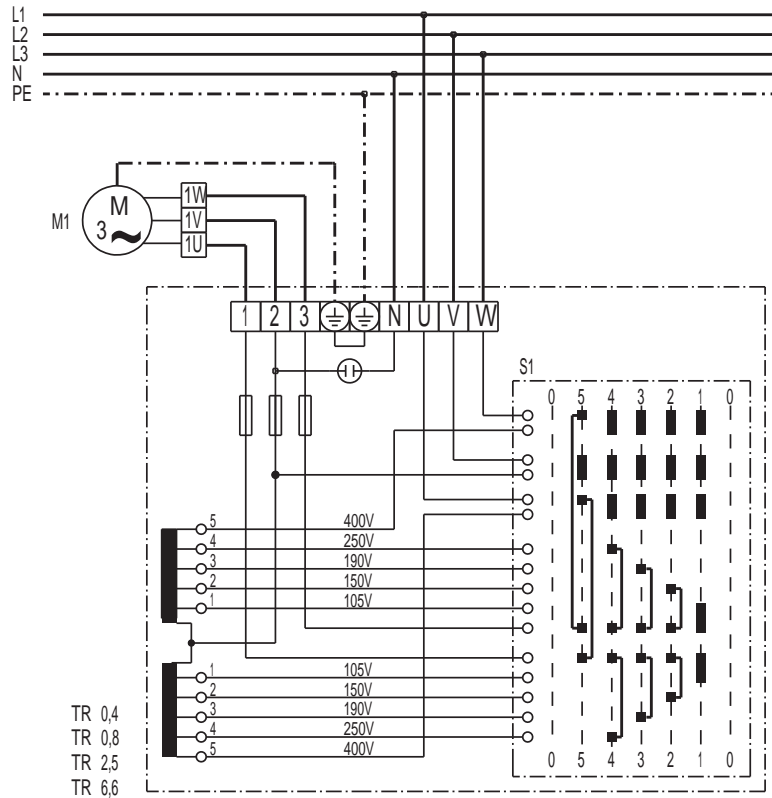 L1
L2
L3
N
PE
M1
M
3
1W
1V
1U
1 2 3 N U V W
S1
0 5 4 3 2 1 0
5 400V
4 250V
3 190V
2 150V
1 105V
1 105V
2 150V
3 190V
4 250V
5 400V
0 5 4 3 2 1 0
TR 0,4
TR 0,8
TR 2,5
TR 6,6